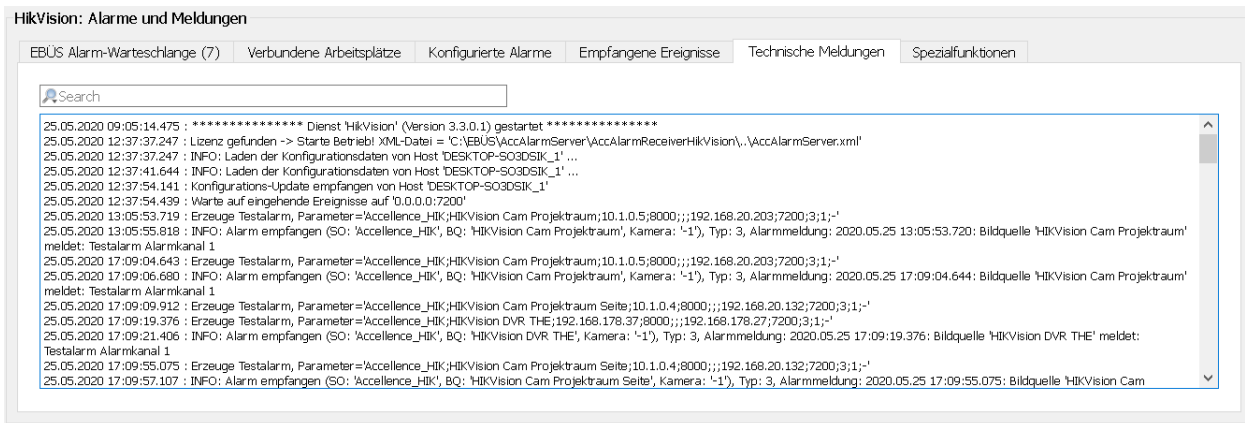 HikVision: Alarme und Meldungen
EBÜS Alarm-Warteschlange (7) Verbundene Arbeitsplätze Konfigurierte Alarme Empfangene Ereignisse Technische Meldungen Spezialfunktionen
Search
25.05.2020 09:05:14.475 : *************** Dienst 'HikVision' (Version 3.3.0.1) gestartet ***************
25.05.2020 12:37:37.247 : Lizenz gefunden -> Starte Betrieb! XML-Datei = 'C:\EBÜS\AccAlarmServer\AccAlarmReceiverHikVision\..\AccAlarmServer.xml'
25.05.2020 12:37:37.247 : INFO: Laden der Konfigurationsdaten von Host 'DESKTOP-SO3DSIK_1' ...
25.05.2020 12:37:41.644 : INFO: Laden der Konfigurationsdaten von Host 'DESKTOP-SO3DSIK_1' ...
25.05.2020 12:37:54.141 : Konfigurations-Update empfangen von Host 'DESKTOP-SO3DSIK_1'
25.05.2020 12:37:54.439 : Warte auf eingehende Ereignisse auf '0.0.0.0:7200'
25.05.2020 13:05:53.719 : Erzeuge Testalarm, Parameter='Accellence_HIK;HIKVision Cam Projektraum;10.1.0.5;8000;;;192.168.20.203;7200;3;1;-'
25.05.2020 13:05:55.818 : INFO: Alarm empfangen (SO: 'Accellence_HIK', BQ: 'HIKVision Cam Projektraum', Kamera: '-1'), Typ: 3, Alarmmeldung: 2020.05.25 13:05:53.720: Bildquelle 'HIKVision Cam Projektraum'
meldet: Testalarm Alarmkanal 1
25.05.2020 17:09:04.643 : Erzeuge Testalarm, Parameter='Accellence_HIK;HIKVision Cam Projektraum;10.1.0.5;8000;;;192.168.20.203;7200;3;1;-'
25.05.2020 17:09:06.680 : INFO: Alarm empfangen (SO: 'Accellence_HIK', BQ: 'HIKVision Cam Projektraum', Kamera: '-1'), Typ: 3, Alarmmeldung: 2020.05.25 17:09:04.644: Bildquelle 'HIKVision Cam Projektraum'
meldet: Testalarm Alarmkanal 1
25.05.2020 17:09:09.912 : Erzeuge Testalarm, Parameter='Accellence_HIK;HIKVision Cam Projektraum Seite;10.1.0.4;8000;;;192.168.20.132;7200;3;1;-'
25.05.2020 17:09:19.376 : Erzeuge Testalarm, Parameter='Accellence_HIK;HIKVision DVR THE;192.168.178.37;8000;;;192.168.178.27;7200;3;1;-'
25.05.2020 17:09:21.406 : INFO: Alarm empfangen (SO: 'Accellence_HIK', BQ: 'HIKVision DVR THE', Kamera: '-1'), Typ: 3, Alarmmeldung: 2020.05.25 17:09:19.376: Bildquelle 'HIKVision DVR THE' meldet:
Testalarm Alarmkanal 1
25.05.2020 17:09:55.075 : Erzeuge Testalarm, Parameter='Accellence_HIK;HIKVision Cam Projektraum Seite;10.1.0.4;8000;;;192.168.20.132;7200;3;1;-'
25.05.2020 17:09:57.107 : INFO: Alarm empfangen (SO: 'Accellence_HIK', BQ: 'HIKVision Cam Projektraum Seite', Kamera: '-1'), Typ: 3, Alarmmeldung: 2020.05.25 17:09:55.075: Bildquelle 'HIKVision Cam